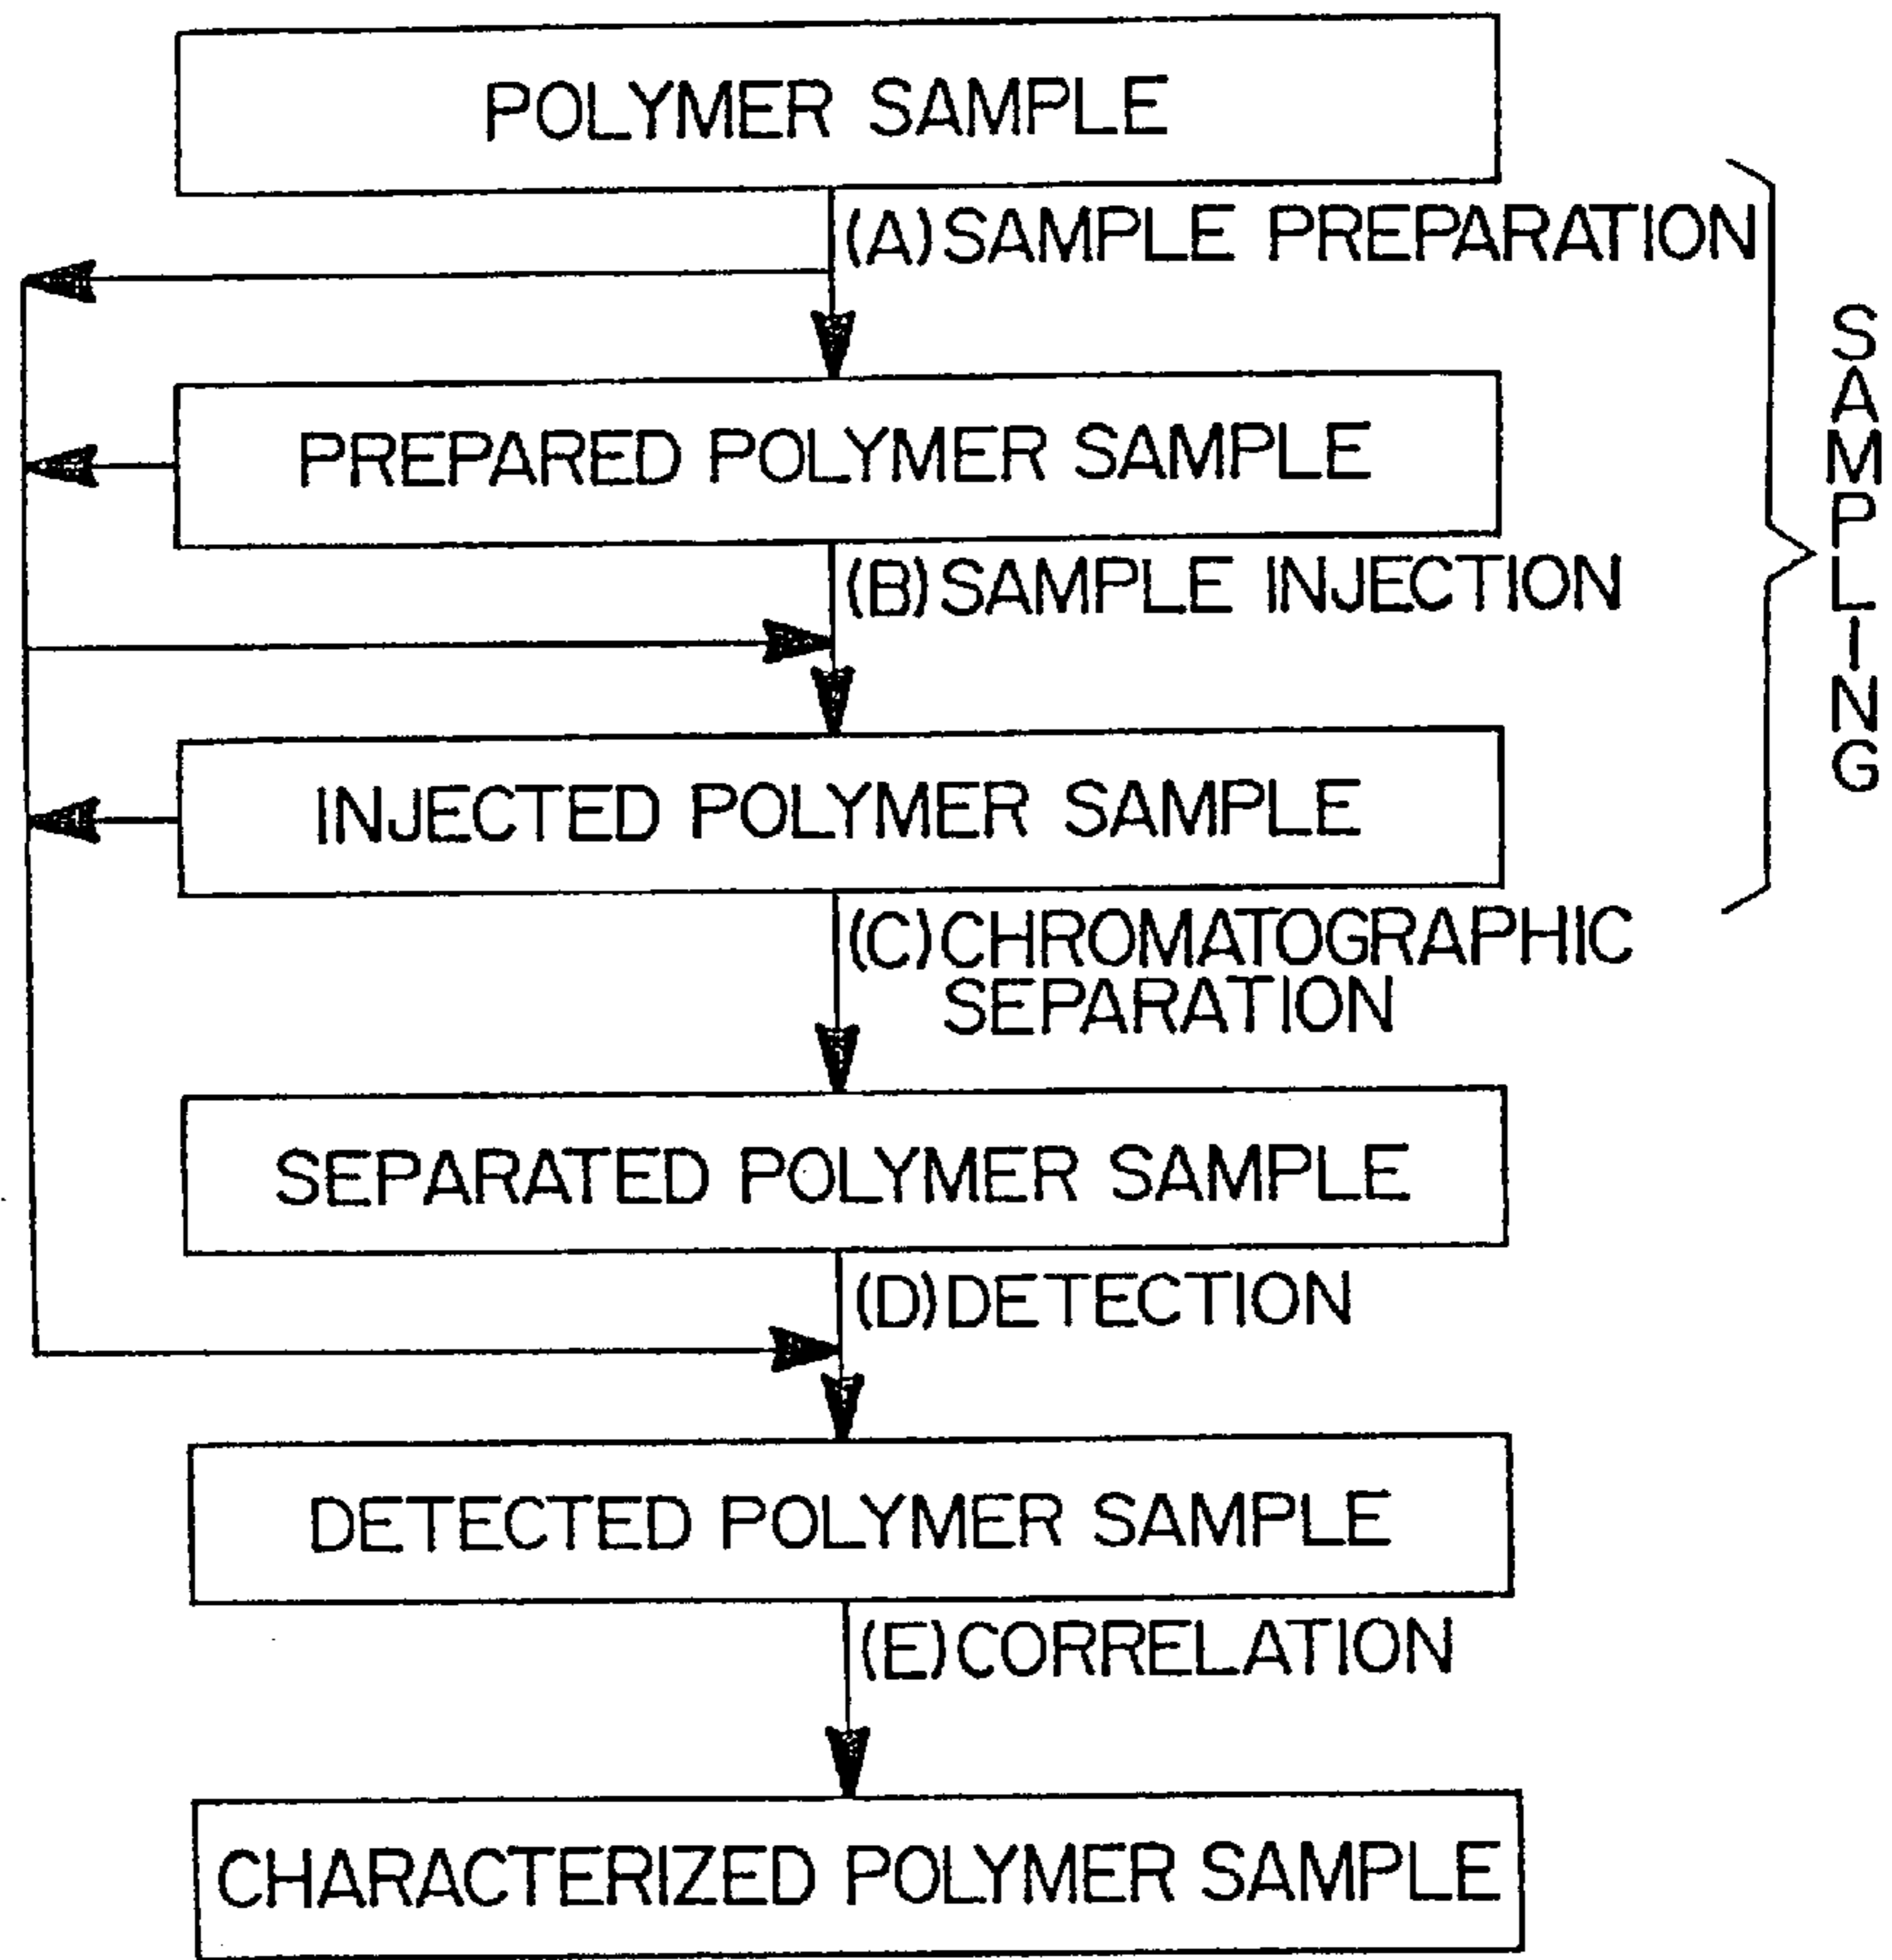 POLYMER SAMPLE
(A) SAMPLE PREPARATION
PREPARED POLYMER SAMPLE
(B) SAMPLE INJECTION
INJECTED POLYMER SAMPLE
(C) CHROMATOGRAPHIC
SEPARATION
SEPARATED POLYMER SAMPLE
(D) DETECTION
DETECTED POLYMER SAMPLE
(E) CORRELATION
CHARACTERIZED POLYMER SAMPLE
SAMPLING